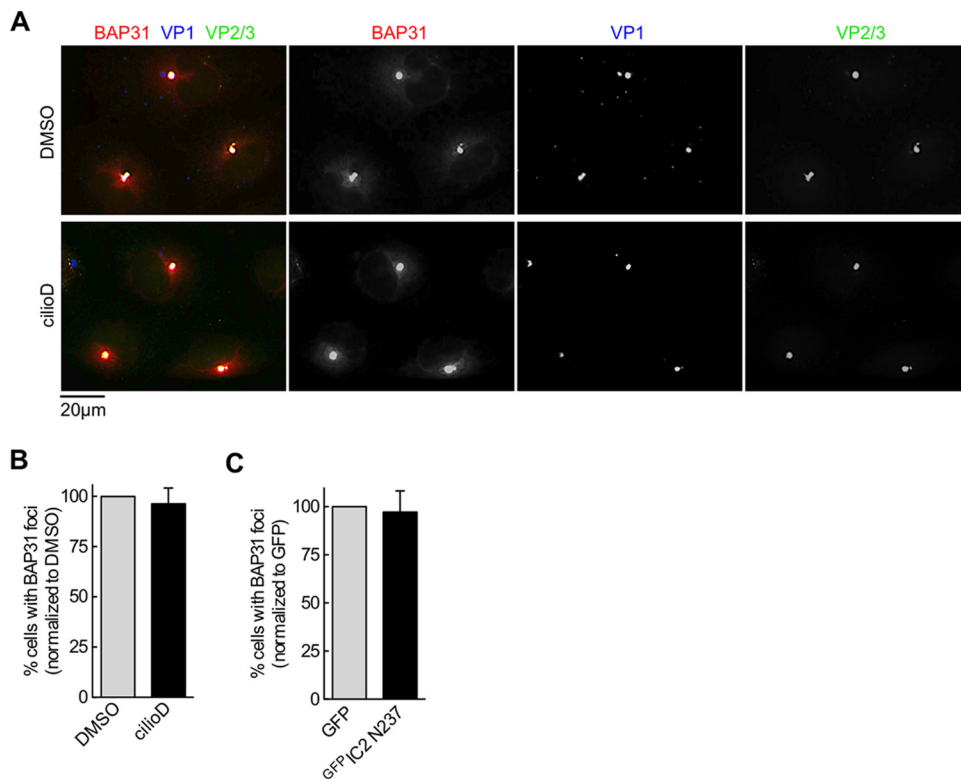 A
BAP31 VP1 VP2/3 BAP31 VP1 VP2/3
DMSO
cilioD
20µm
B
% cells with BAP31 foci
(normalized to DMSO)
100
75
50
25
0
DMSO
cilioD
C
% cells with BAP31 foci
(normalized to GFP)
100
75
50
25
0
GFP
GFP IC2 N237